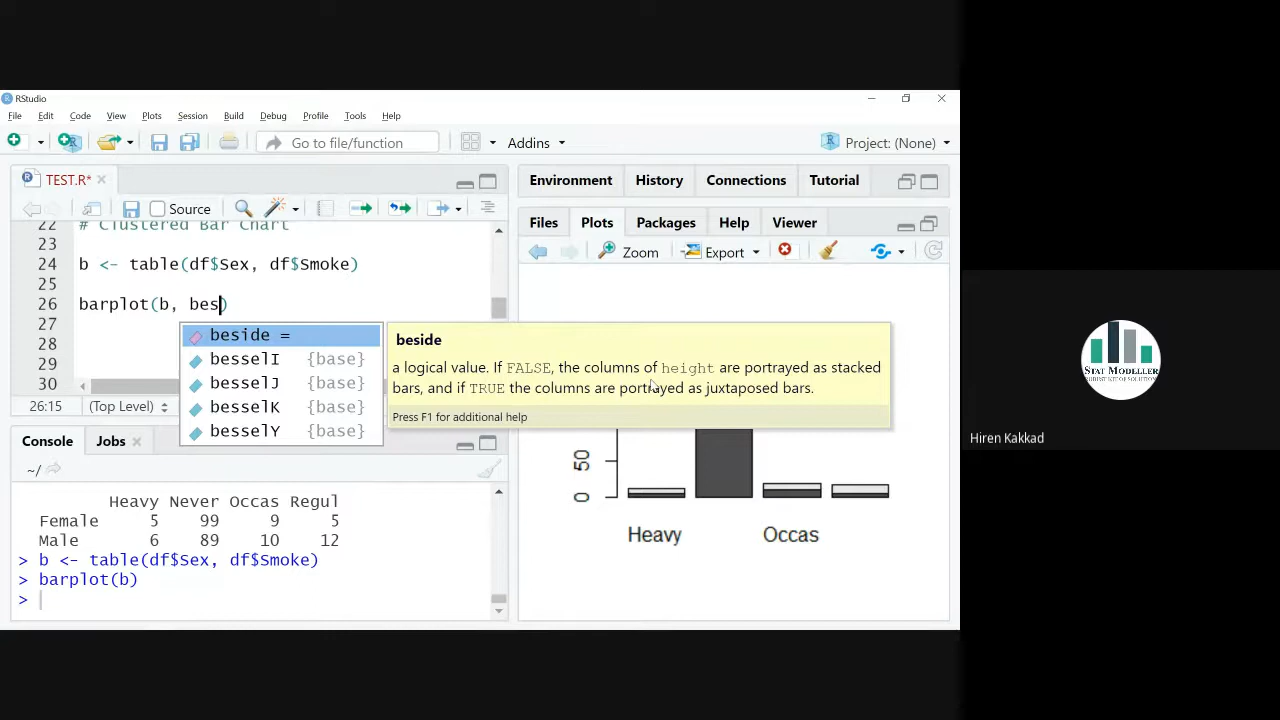 RStudio
File Edit Code View Plots Session Build Debug Profile Tools Help
Go to file/function Addins Project: (None)
TEST.R*
Source
22 # Clustered Bar Chart
23
24 b <- table(df$Sex, df$Smoke)
25
26 barplot(b, bes)
27
28
29
30
beside =
besselI {base}
besselJ {base}
besselK {base}
besselY {base}
beside
a logical value. If FALSE, the columns of height are portrayed as stacked
bars, and if TRUE the columns are portrayed as juxtaposed bars.
Press F1 for additional help
26:15 (Top Level)
Console Jobs
~/
Heavy Never Occas Regul
Female 5 99 9 5
Male 6 89 10 12
> b <- table(df$Sex, df$Smoke)
> barplot(b)
>
Environment History Connections Tutorial
Files Plots Packages Help Viewer
Zoom Export
50
0
Heavy Occas
STAT MODELLER
Hiren Kakkad